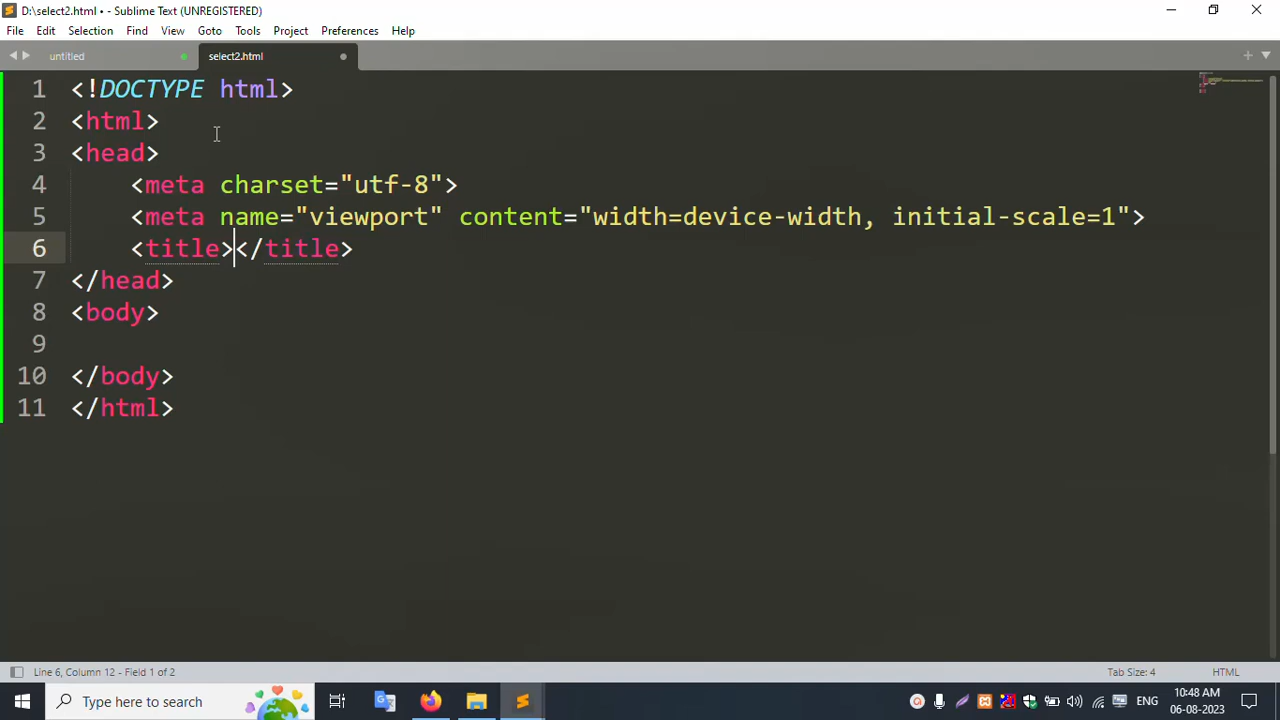 D:\select2.html • - Sublime Text (UNREGISTERED)
File Edit Selection Find View Goto Tools Project Preferences Help
untitled select2.html
1 <!DOCTYPE html>
2 <html>
3 <head>
4 <meta charset="utf-8">
5 <meta name="viewport" content="width=device-width, initial-scale=1">
6 <title></title>
7 </head>
8 <body>
9
10 </body>
11 </html>
Line 6, Column 12 - Field 1 of 2 Tab Size: 4 HTML
Type here to search ENG 10:48 AM
06-08-2023